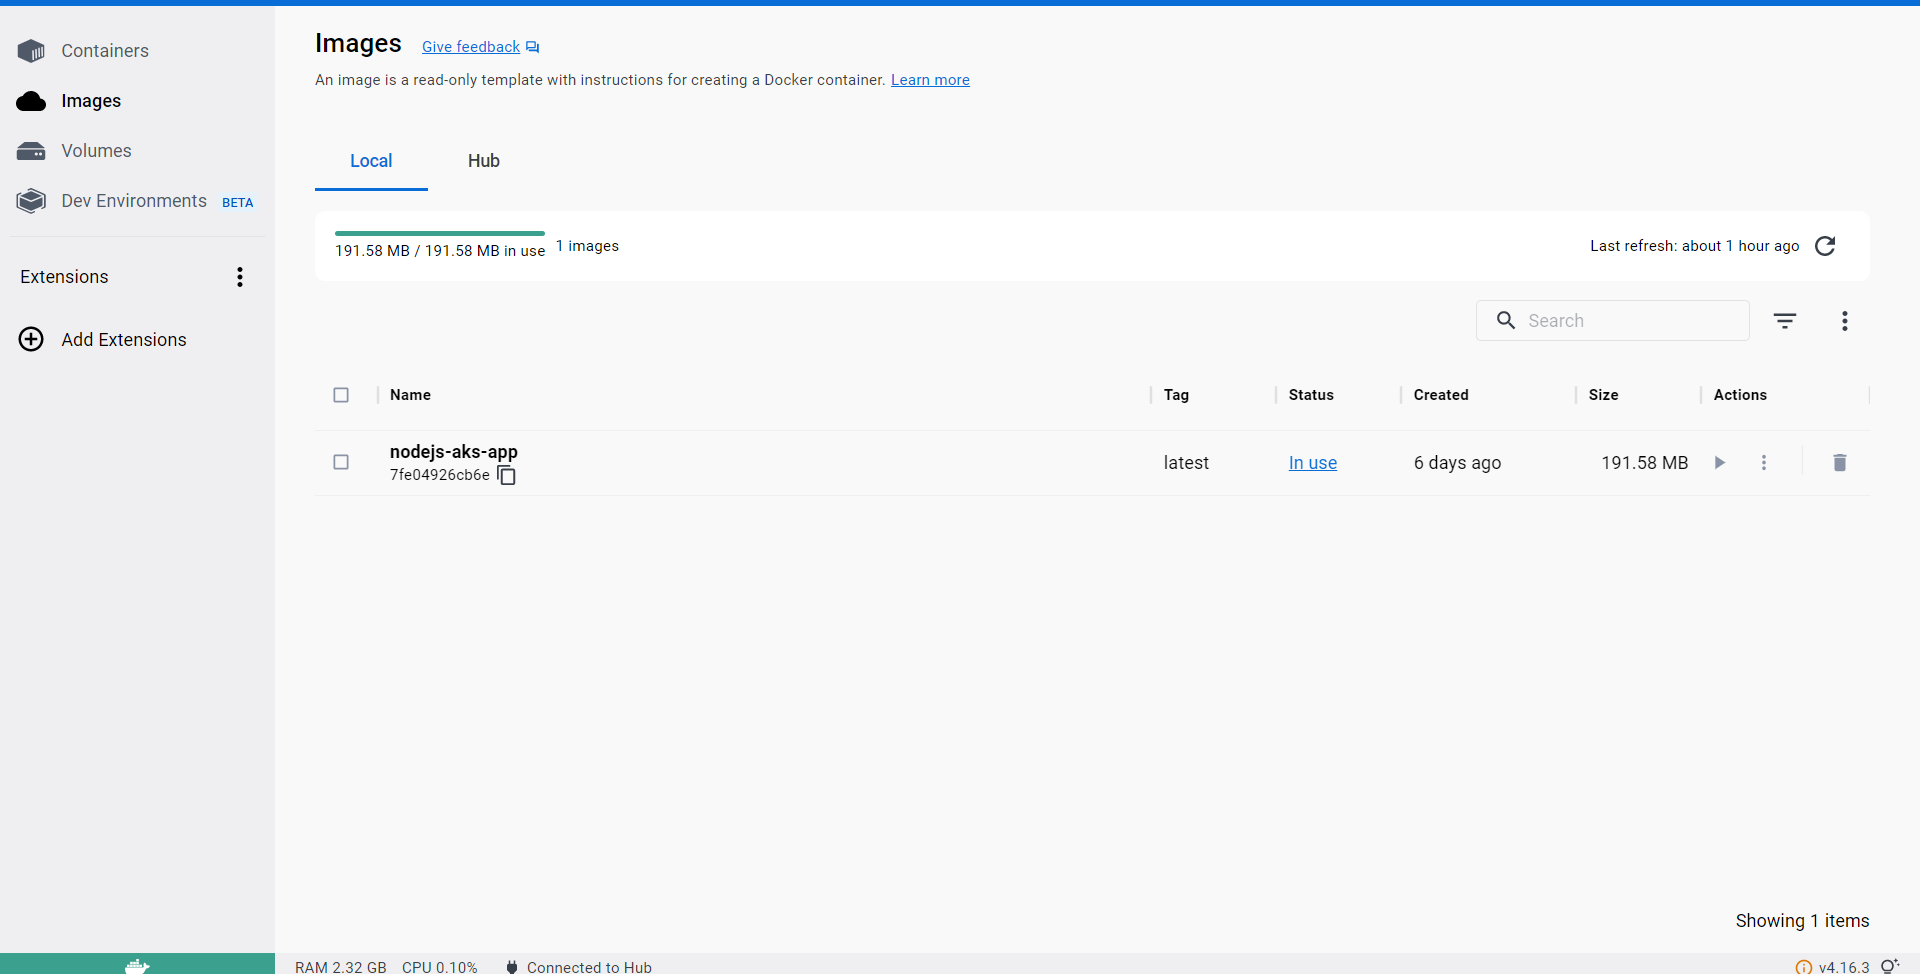 Containers
Images
Volumes
Dev Environments BETA
Extensions
Add Extensions
Images Give feedback
An image is a read-only template with instructions for creating a Docker container. Learn more
Local Hub
191.58 MB / 191.58 MB in use 1 images Last refresh: about 1 hour ago
Search
Name Tag Status Created Size Actions
nodejs-aks-app
7fe04926cb6e latest In use 6 days ago 191.58 MB
Showing 1 items
RAM 2.32 GB CPU 0.10% Connected to Hub v4.16.3